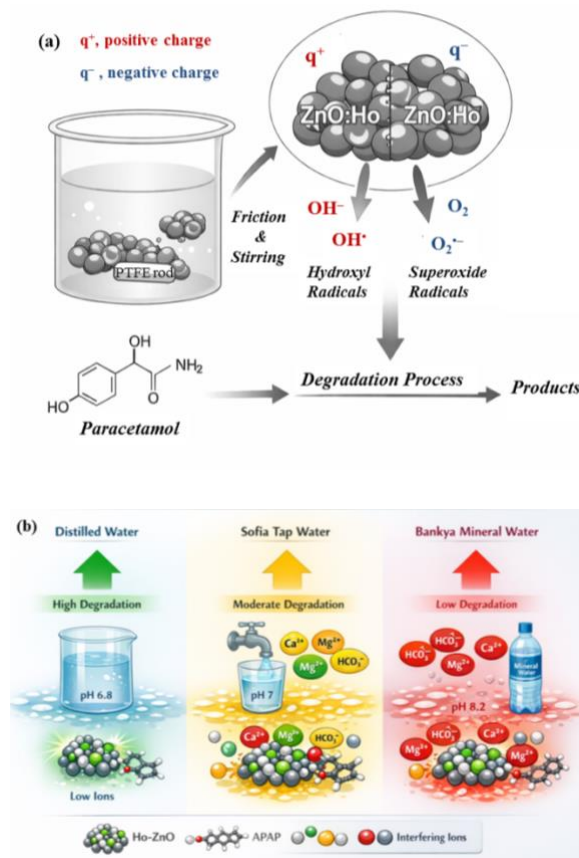 (a)
q⁺, positive charge
q⁻, negative charge
q⁺
q⁻
ZnO:Ho
ZnO:Ho
PTFE rod
Friction
&
Stirring
OH⁻
OH•
Hydroxyl
Radicals
O₂
O₂•⁻
Superoxide
Radicals
OH
NH₂
O
HO
Paracetamol
Degradation Process
Products
(b)
Distilled Water
High Degradation
pH 6.8
Low Ions
Sofia Tap Water
Moderate Degradation
Ca²⁺
Mg²⁺
Mg²⁺
HCO₃⁻
pH 7
Ca²⁺
HCO₃⁻
Bankya Mineral Water
Low Degradation
HCO₃⁻
HCO₃⁻
Ca²⁺
Mg²⁺
Mineral
Water
pH 8.2
HCO₃⁻
Ca²⁺
Mg²⁺
Mg²⁺
Ho-ZnO
APAP
Interfering Ions